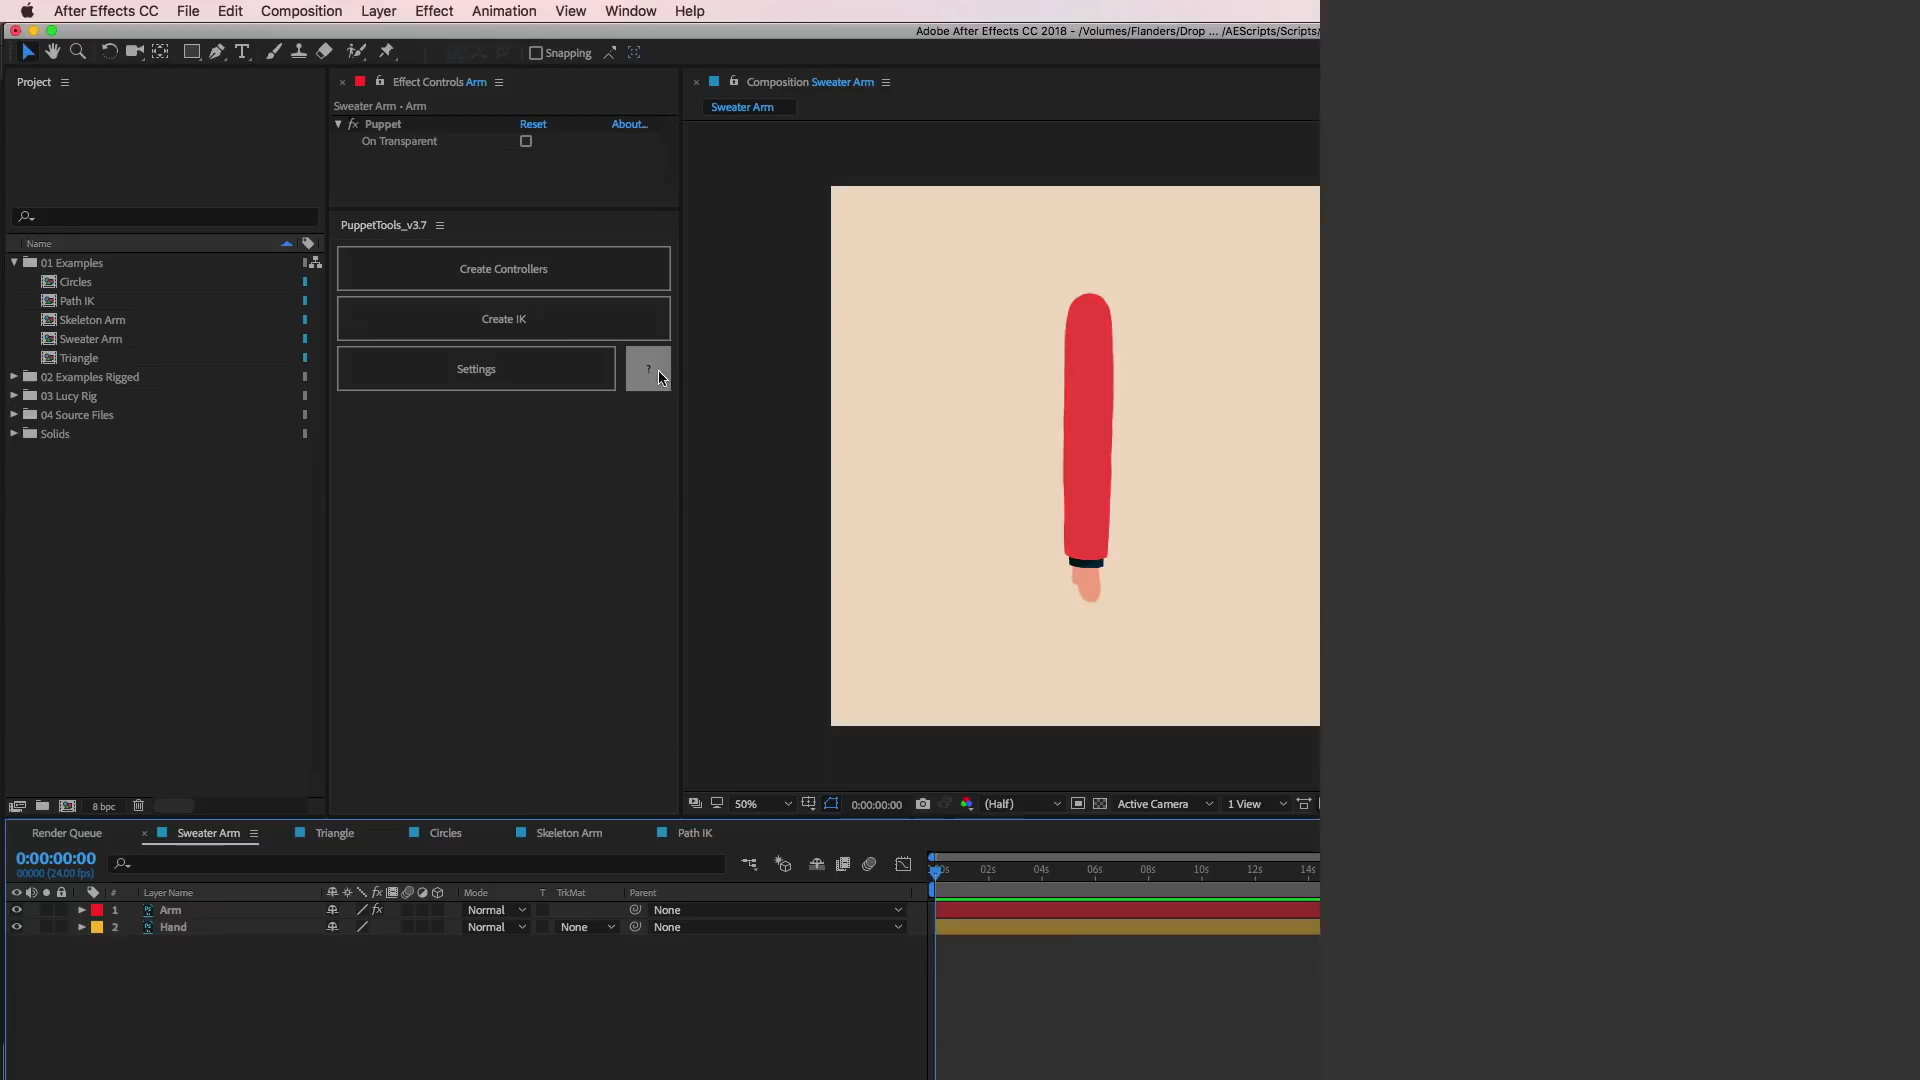 After Effects CC File Edit Composition Layer Effect Animation View Window Help
Adobe After Effects CC 2018 - /Volumes/Flanders/Drop ... /AEScripts/Scripts/
Snapping
Project
Effect Controls Arm
Composition Sweater Arm
Sweater Arm • Arm
Sweater Arm
fx Puppet Reset About...
On Transparent
PuppetTools_v3.7
Name
Create Controllers
01 Examples
Circles
Path IK
Create IK
Skeleton Arm
Sweater Arm
Triangle
Settings ?
02 Examples Rigged
03 Lucy Rig
04 Source Files
Solids
8 bpc
50% 0:00:00:00 (Half) Active Camera 1 View
Render Queue Sweater Arm Triangle Circles Skeleton Arm Path IK
0:00:00:00
00000 (24.00 fps)
02s 04s 06s 08s 10s 12s 14s
# Layer Name fx Mode T TrkMat Parent
1 Arm fx Normal None
2 Hand Normal None None